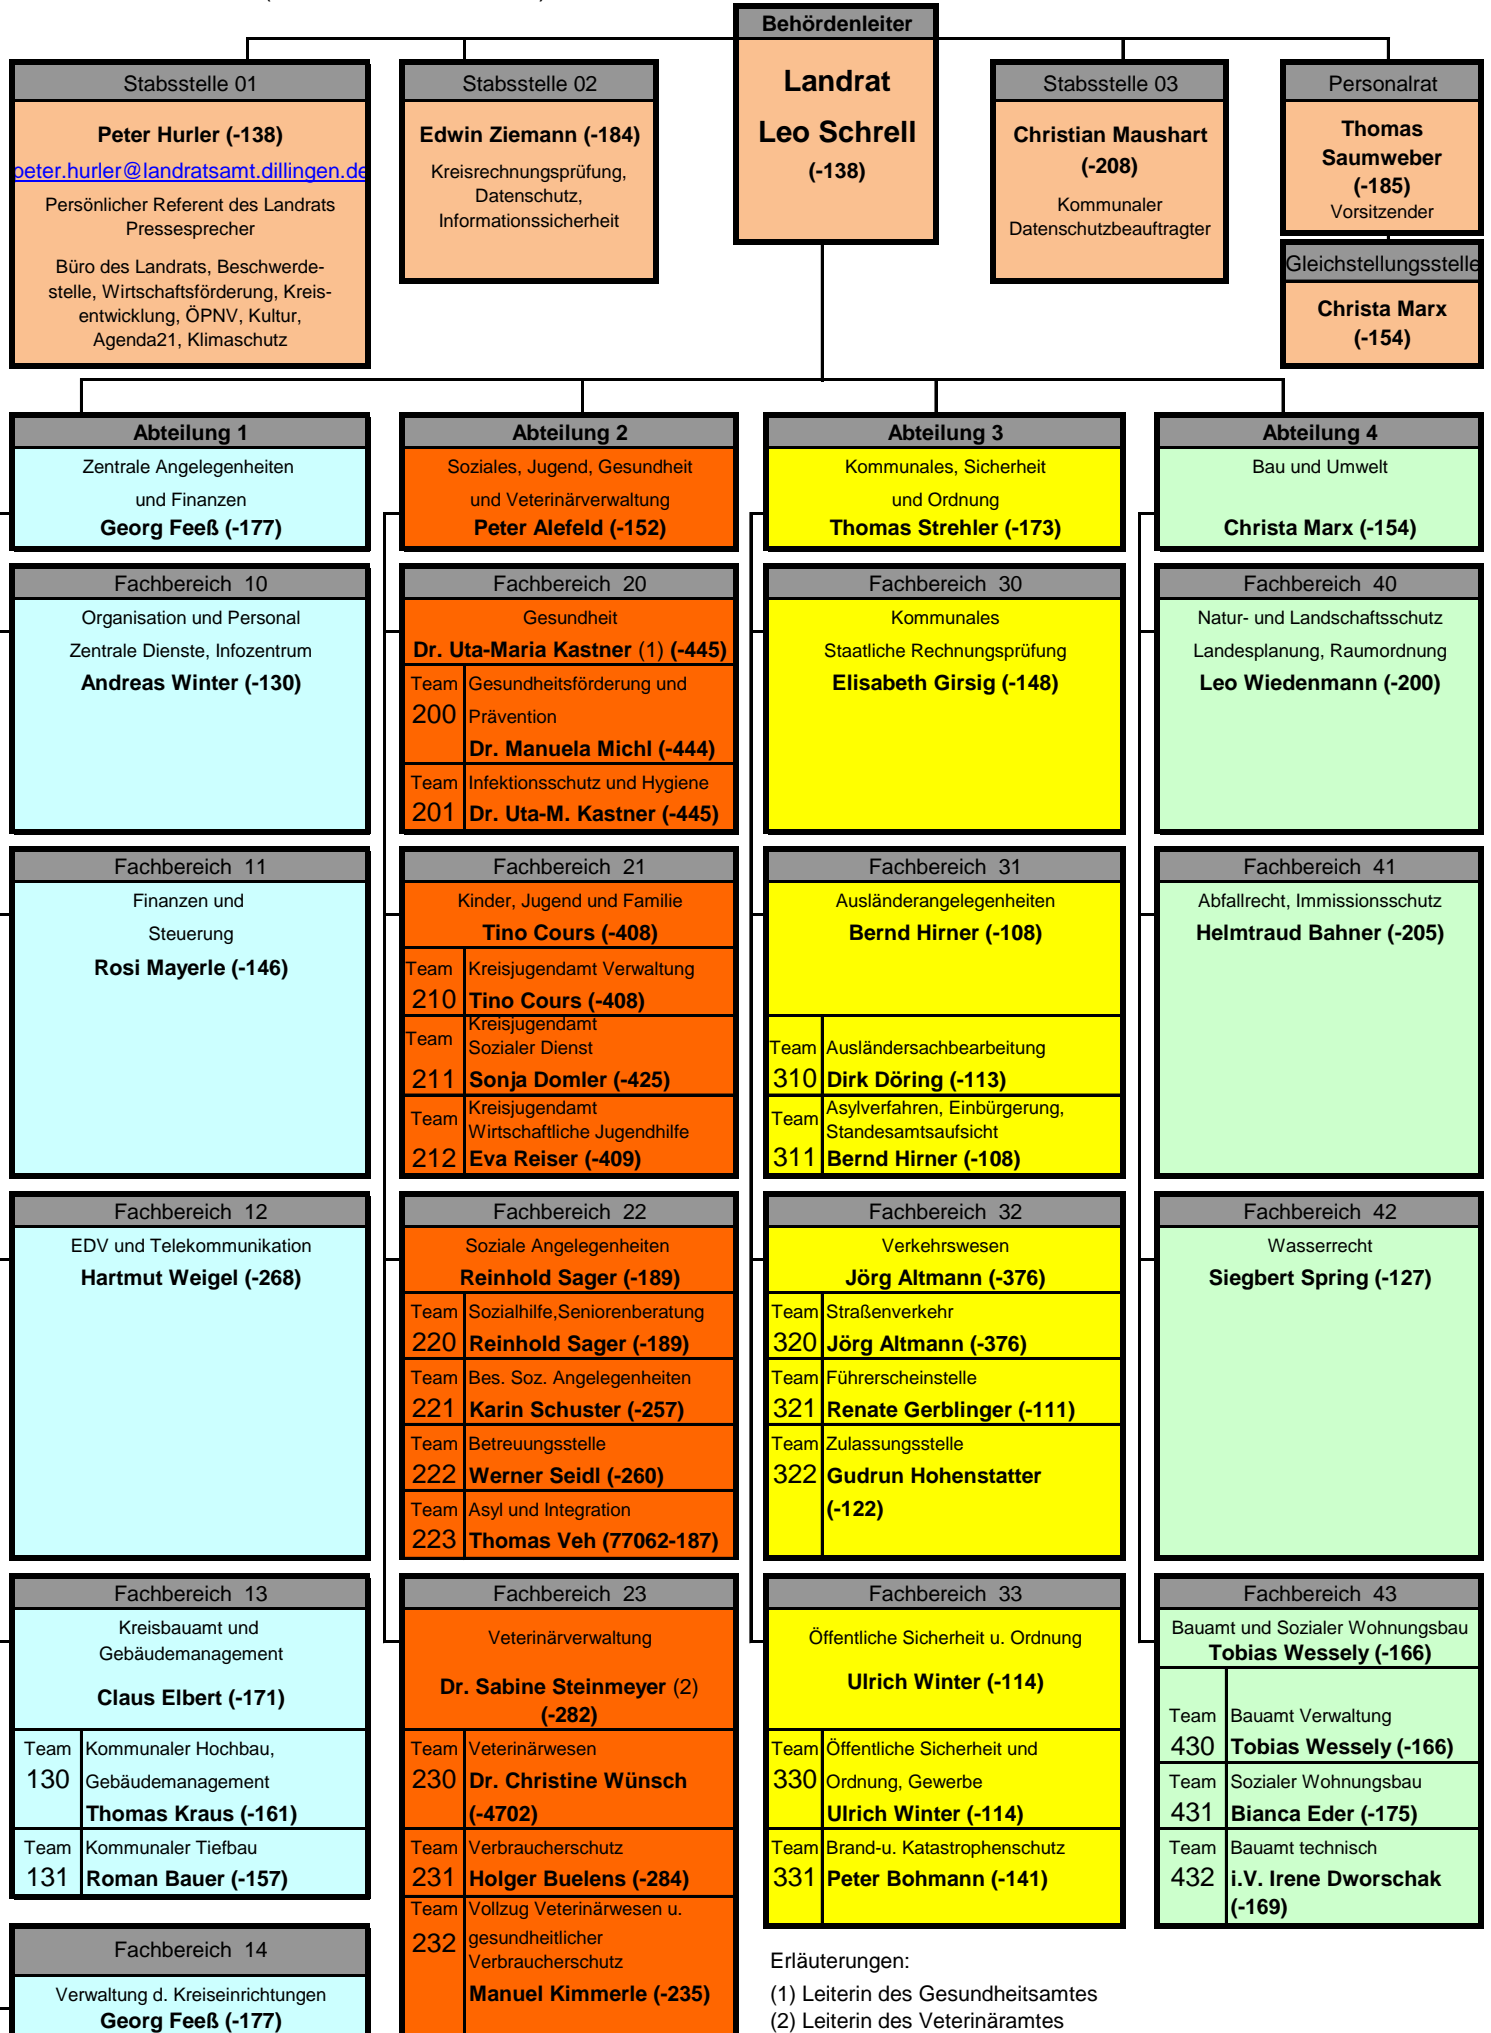 Behördenleiter
Landrat
Leo Schrell
(-138)
Stabsstelle 01
Peter Hurler (-138)
peter.hurler@landratsamt.dillingen.de
Persönlicher Referent des Landrats
Pressesprecher
Büro des Landrats, Beschwerde-
stelle, Wirtschaftsförderung, Kreis-
entwicklung, ÖPNV, Kultur,
Agenda21, Klimaschutz
Stabsstelle 02
Edwin Ziemann (-184)
Kreisrechnungsprüfung,
Datenschutz,
Informationssicherheit
Stabsstelle 03
Christian Maushart
(-208)
Kommunaler
Datenschutzbeauftragter
Personalrat
Thomas
Saumweber
(-185)
Vorsitzender
Gleichstellungsstelle
Christa Marx
(-154)
Abteilung 1
Zentrale Angelegenheiten
und Finanzen
Georg Feeß (-177)
Fachbereich 10
Organisation und Personal
Zentrale Dienste, Infozentrum
Andreas Winter (-130)
Fachbereich 11
Finanzen und
Steuerung
Rosi Mayerle (-146)
Fachbereich 12
EDV und Telekommunikation
Hartmut Weigel (-268)
Fachbereich 13
Kreisbauamt und
Gebäudemanagement
Claus Elbert (-171)
Team Kommunaler Hochbau,
130 Gebäudemanagement
Thomas Kraus (-161)
Team Kommunaler Tiefbau
131 Roman Bauer (-157)
Fachbereich 14
Verwaltung d. Kreiseinrichtungen
Georg Feeß (-177)
Abteilung 2
Soziales, Jugend, Gesundheit
und Veterinärverwaltung
Peter Alefeld (-152)
Fachbereich 20
Gesundheit
Dr. Uta-Maria Kastner (1) (-445)
Team Gesundheitsförderung und
200 Prävention
Dr. Manuela Michl (-444)
Team Infektionsschutz und Hygiene
201 Dr. Uta-M. Kastner (-445)
Fachbereich 21
Kinder, Jugend und Familie
Tino Cours (-408)
Team Kreisjugendamt Verwaltung
210 Tino Cours (-408)
Kreisjugendamt
Team Sozialer Dienst
211 Sonja Domler (-425)
Kreisjugendamt
Team Wirtschaftliche Jugendhilfe
212 Eva Reiser (-409)
Fachbereich 22
Soziale Angelegenheiten
Reinhold Sager (-189)
Team Sozialhilfe,Seniorenberatung
220 Reinhold Sager (-189)
Team Bes. Soz. Angelegenheiten
221 Karin Schuster (-257)
Team Betreuungsstelle
222 Werner Seidl (-260)
Team Asyl und Integration
223 Thomas Veh (77062-187)
Fachbereich 23
Veterinärverwaltung
Dr. Sabine Steinmeyer (2)
(-282)
Team Veterinärwesen
230 Dr. Christine Wünsch
(-4702)
Team Verbraucherschutz
231 Holger Buelens (-284)
Team Vollzug Veterinärwesen u.
232 gesundheitlicher
Verbraucherschutz
Manuel Kimmerle (-235)
Abteilung 3
Kommunales, Sicherheit
und Ordnung
Thomas Strehler (-173)
Fachbereich 30
Kommunales
Staatliche Rechnungsprüfung
Elisabeth Girsig (-148)
Fachbereich 31
Ausländerangelegenheiten
Bernd Hirner (-108)
Team Ausländersachbearbeitung
310 Dirk Döring (-113)
Asylverfahren, Einbürgerung,
Team Standesamtsaufsicht
311 Bernd Hirner (-108)
Fachbereich 32
Verkehrswesen
Jörg Altmann (-376)
Team Straßenverkehr
320 Jörg Altmann (-376)
Team Führerscheinstelle
321 Renate Gerblinger (-111)
Team Zulassungsstelle
322 Gudrun Hohenstatter
(-122)
Fachbereich 33
Öffentliche Sicherheit u. Ordnung
Ulrich Winter (-114)
Team Öffentliche Sicherheit und
330 Ordnung, Gewerbe
Ulrich Winter (-114)
Team Brand-u. Katastrophenschutz
331 Peter Bohmann (-141)
Abteilung 4
Bau und Umwelt
Christa Marx (-154)
Fachbereich 40
Natur- und Landschaftsschutz
Landesplanung, Raumordnung
Leo Wiedenmann (-200)
Fachbereich 41
Abfallrecht, Immissionsschutz
Helmtraud Bahner (-205)
Fachbereich 42
Wasserrecht
Siegbert Spring (-127)
Fachbereich 43
Bauamt und Sozialer Wohnungsbau
Tobias Wessely (-166)
Team Bauamt Verwaltung
430 Tobias Wessely (-166)
Team Sozialer Wohnungsbau
431 Bianca Eder (-175)
Team Bauamt technisch
432 i.V. Irene Dworschak
(-169)
Erläuterungen:
(1) Leiterin des Gesundheitsamtes
(2) Leiterin des Veterinäramtes